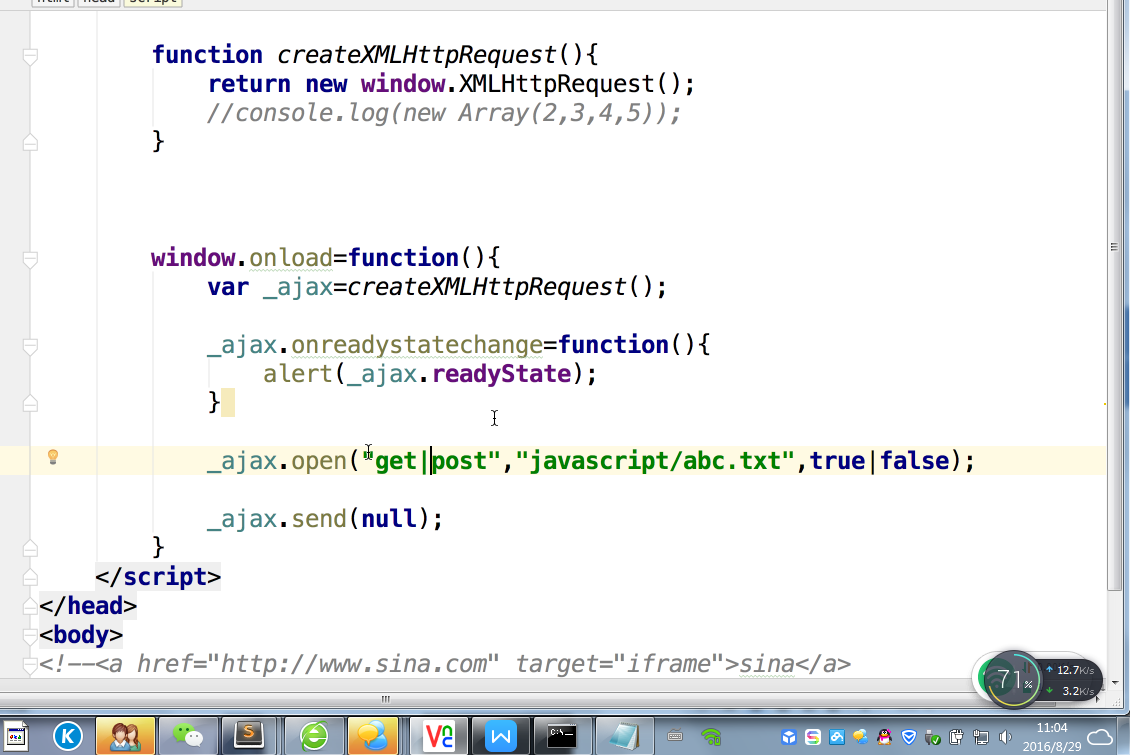 html head script
function createXMLHttpRequest(){
return new window.XMLHttpRequest();
//console.log(new Array(2,3,4,5));
}
window.onload=function(){
var _ajax=createXMLHttpRequest();
_ajax.onreadystatechange=function(){
alert(_ajax.readyState);
}
_ajax.open("get|post","javascript/abc.txt",true|false);
_ajax.send(null);
}
</script>
</head>
<body>
<!--<a href="http://www.sina.com" target="iframe">sina</a>
71%
12.7K/s
3.2K/s
11:04
2016/8/29